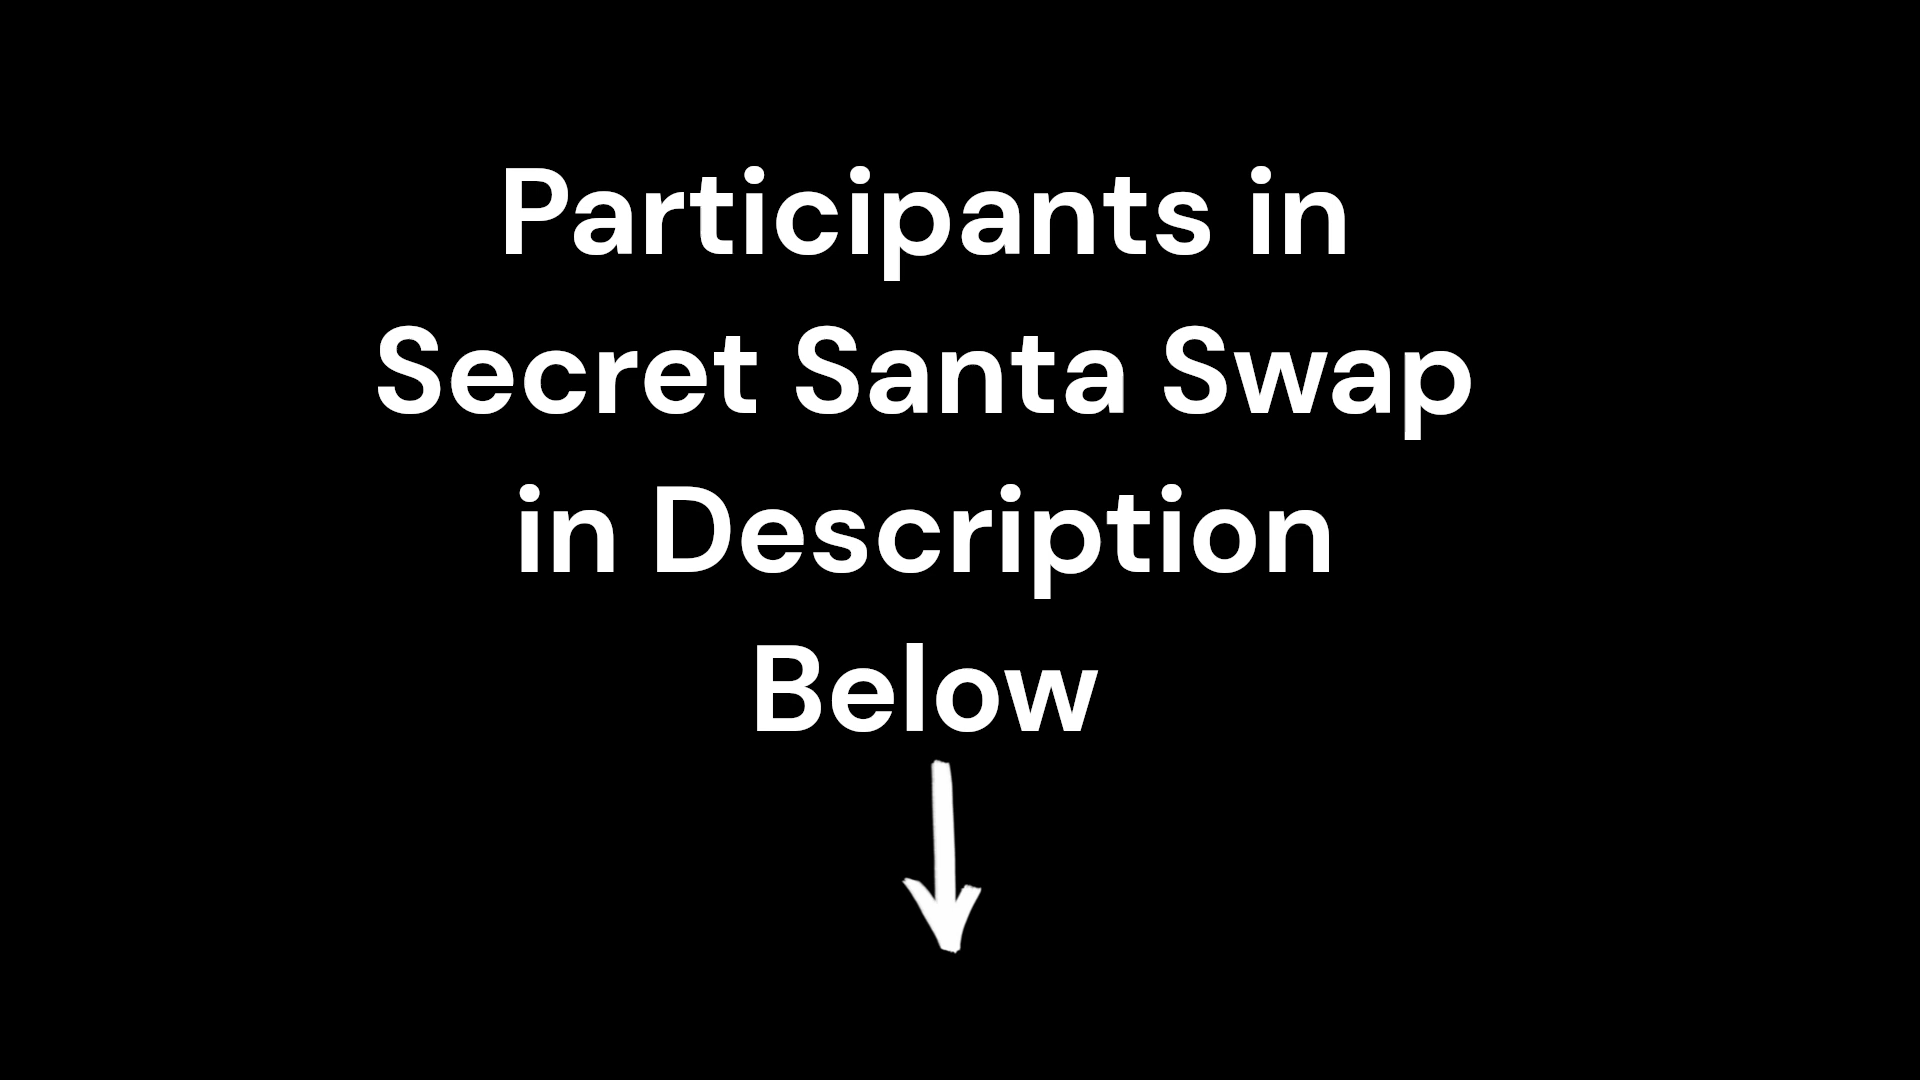 Participants in
Secret Santa Swap
in Description
Below